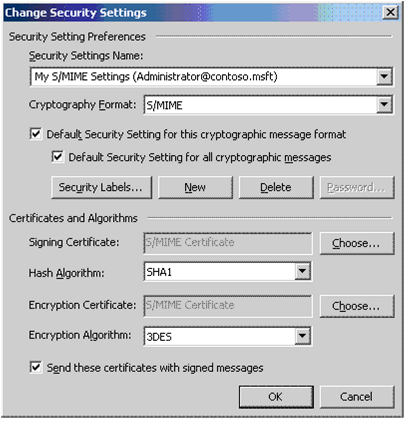 Change Security Settings
Security Setting Preferences
Security Settings Name:
My S/MIME Settings (Administrator@contoso.msft)
Cryptography Format: S/MIME
Default Security Setting for this cryptographic message format
Default Security Setting for all cryptographic messages
Security Labels... New Delete Password...
Certificates and Algorithms
Signing Certificate: S/MIME Certificate Choose...
Hash Algorithm: SHA1
Encryption Certificate: S/MIME Certificate Choose...
Encryption Algorithm: 3DES
Send these certificates with signed messages
OK Cancel